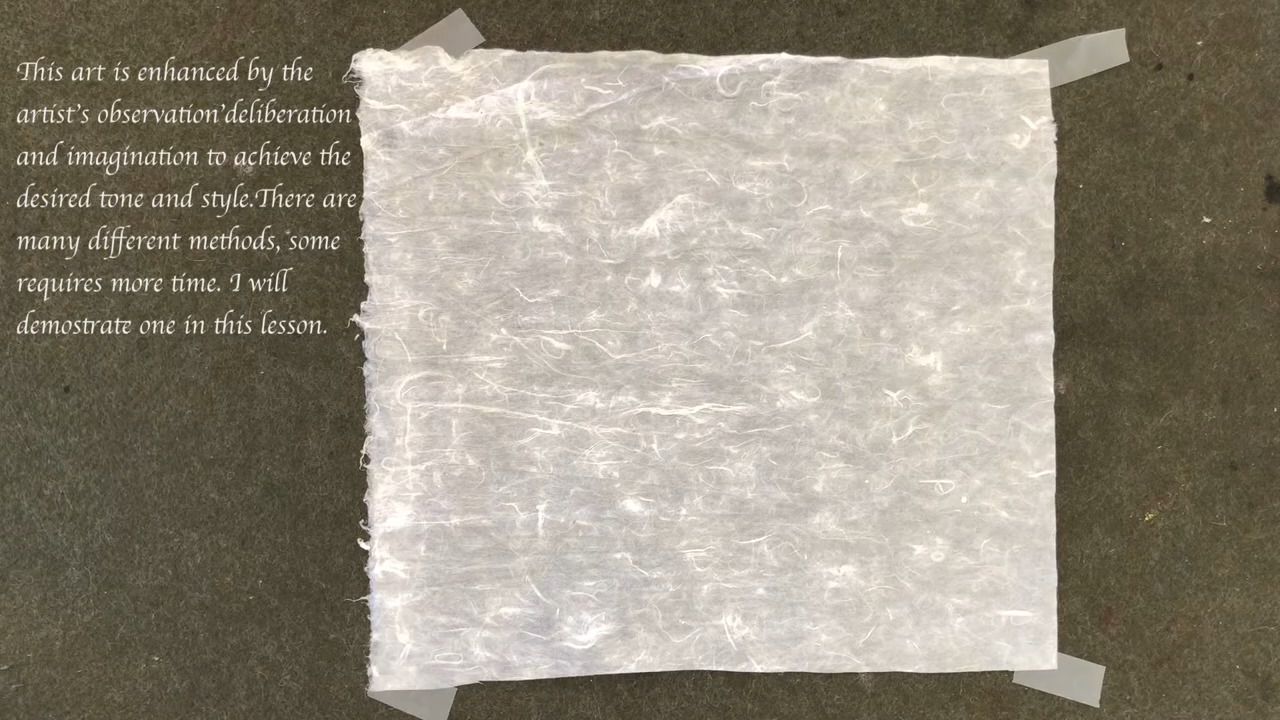 This art is enhanced by the
artist's observation'deliberation
and imagination to achieve the
desired tone and style.There are
many different methods, some
requires more time. I will
demostrate one in this lesson.